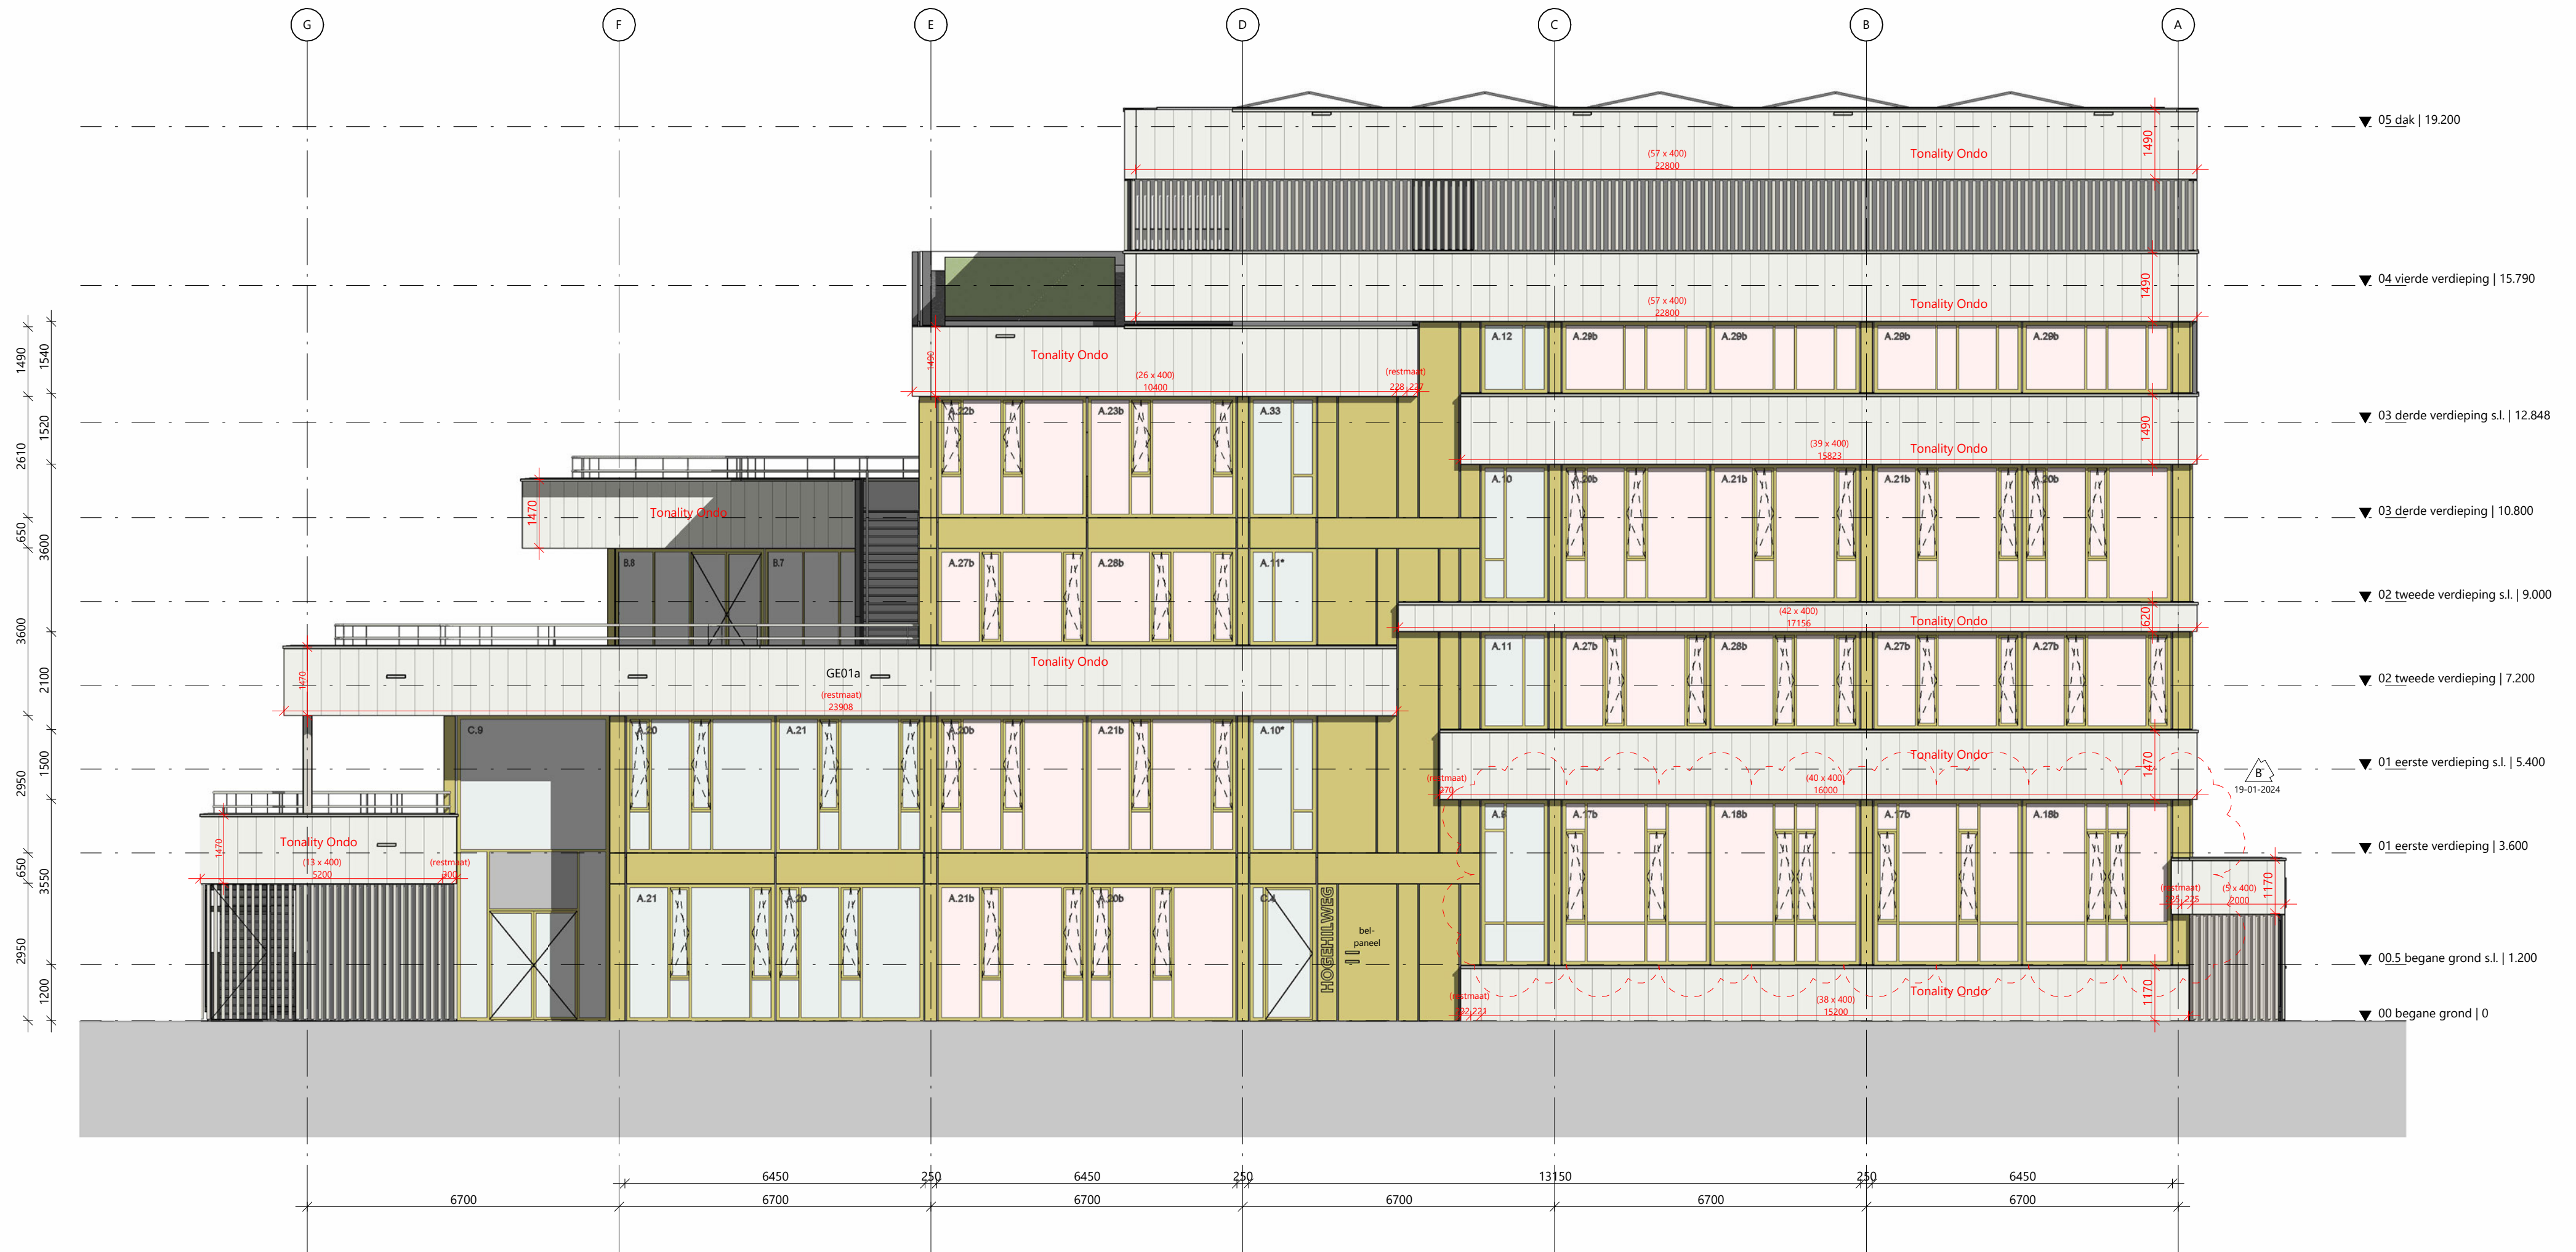 G
F
E
D
C
B
A
05 dak | 19.200
1490
(57 x 400)
22800
Tonality Ondo
04 vierde verdieping | 15.790
1490
(57 x 400)
22800
Tonality Ondo
A.12
A.29b
A.29b
A.29b
A.29b
1490
1540
1490
Tonality Ondo
(26 x 400)
10400
(restmaat)
228
227
03 derde verdieping s.l. | 12.848
1490
(39 x 400)
15823
Tonality Ondo
A.22b
A.23b
A.33
1520
2610
A.10
A.20b
A.21b
A.21b
A.20b
1470
Tonality Ondo
03 derde verdieping | 10.800
650
3600
B.8
B.7
A.27b
A.28b
A.11*
02 tweede verdieping s.l. | 9.000
(42 x 400)
17156
Tonality Ondo
620
3600
A.11
A.27b
A.28b
A.27b
A.27b
2100
1470
GE01a
Tonality Ondo
(restmaat)
23908
02 tweede verdieping | 7.200
C.9
A.20
A.21
A.20b
A.21b
A.10*
1500
2950
Tonality Ondo
1470
(restmaat)
270
(40 x 400)
16000
01 eerste verdieping s.l. | 5.400
B
19-01-2024
1470
Tonality Ondo
(13 x 400)
5200
(restmaat)
300
A.17b
A.18b
A.17b
A.18b
01 eerste verdieping | 3.600
650
3550
A.21
A.20
A.21b
A.20b
HOGEHILWEG
bel-
paneel
(restmaat)
225
(5 x 400)
2000
1170
2950
1200
00.5 begane grond s.l. | 1.200
(restmaat)
221
(38 x 400)
15200
Tonality Ondo
1170
00 begane grond | 0
6450
250
6450
250
13150
250
6450
6700
6700
6700
6700
6700
6700